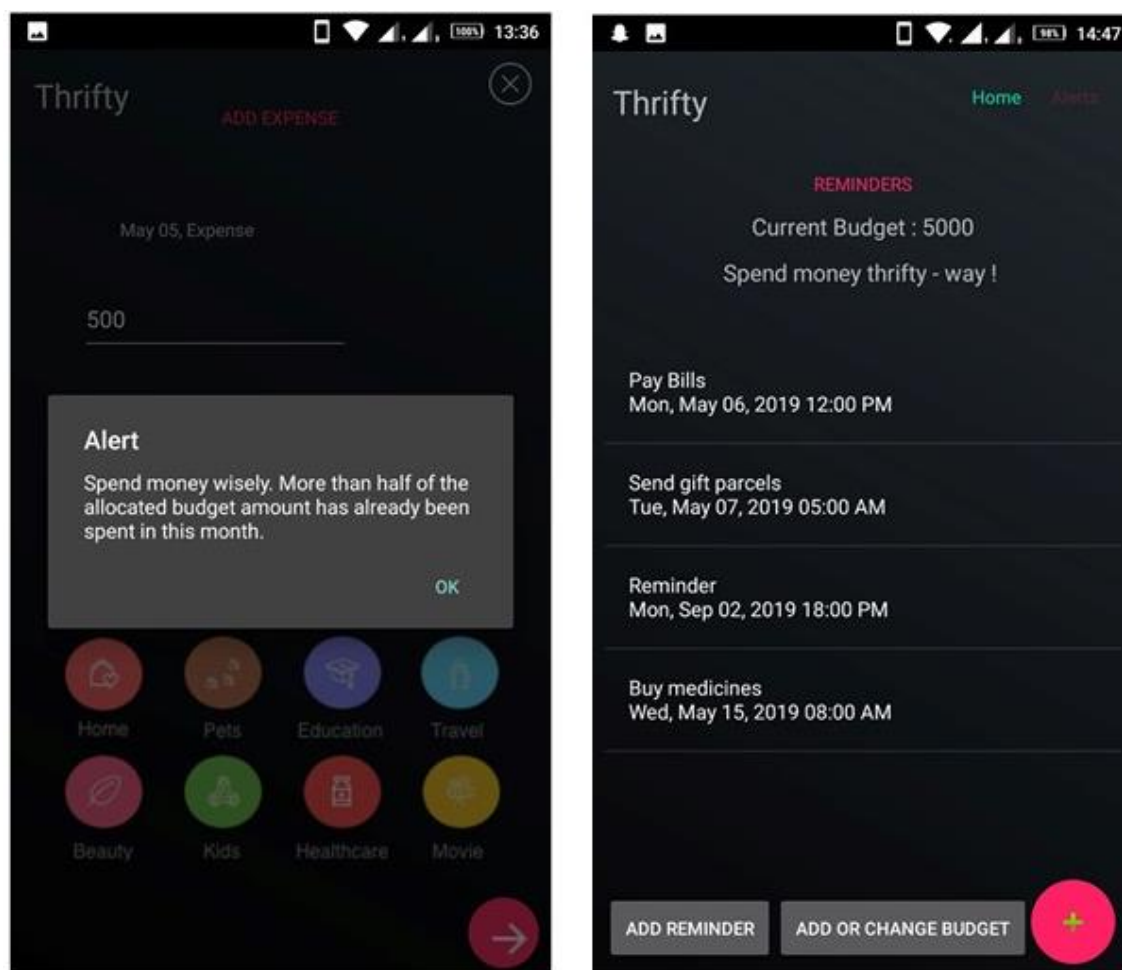 100% 13:36
Thrifty
ADD EXPENSE
May 05, Expense
500
Alert
Spend money wisely. More than half of the
allocated budget amount has already been
spent in this month.
OK
Home Pets Education Travel
Beauty Kids Healthcare Movie
98% 14:47
Thrifty
Home Alerts
REMINDERS
Current Budget : 5000
Spend money thrifty - way !
Pay Bills
Mon, May 06, 2019 12:00 PM
Send gift parcels
Tue, May 07, 2019 05:00 AM
Reminder
Mon, Sep 02, 2019 18:00 PM
Buy medicines
Wed, May 15, 2019 08:00 AM
ADD REMINDER ADD OR CHANGE BUDGET